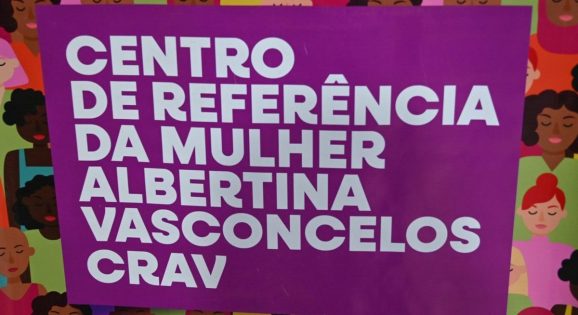 CENTRO
DE REFERÊNCIA
DA MULHER
ALBERTINA
VASCONCELOS
CRAV